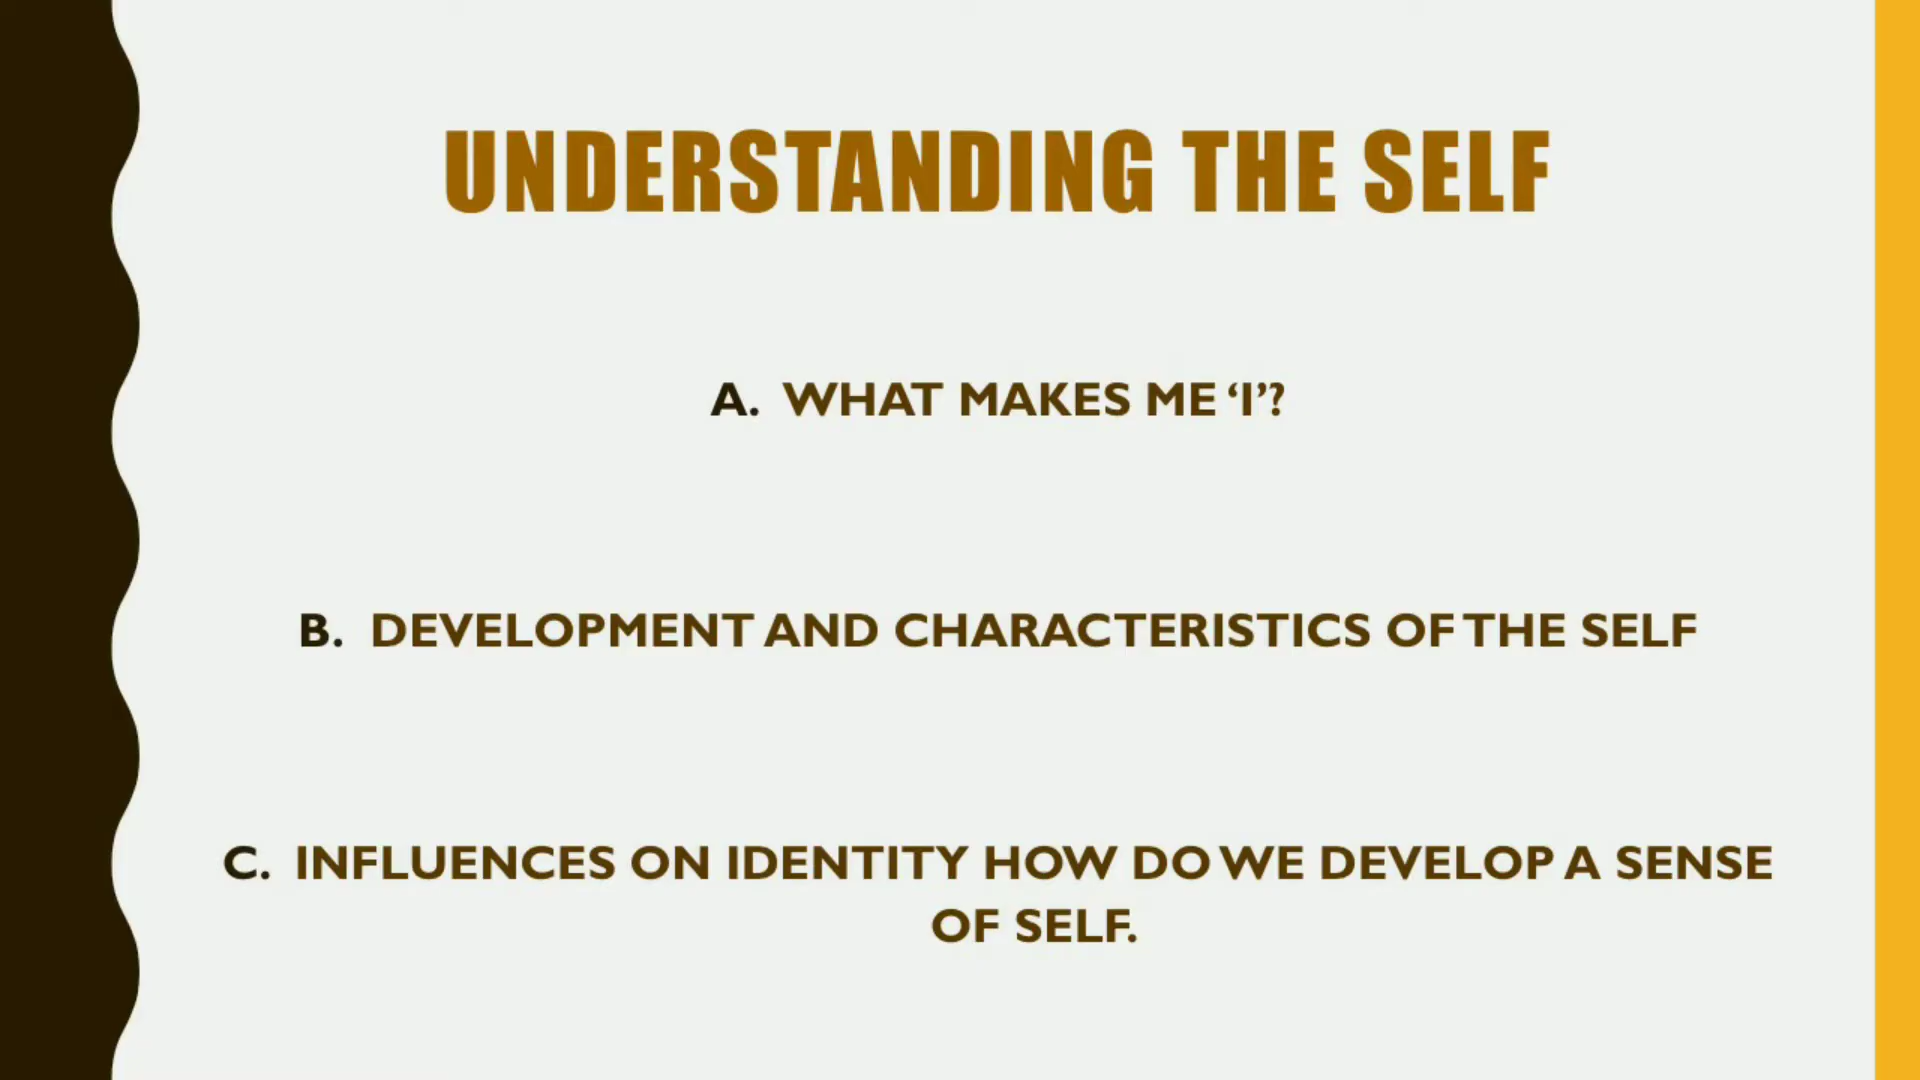 UNDERSTANDING THE SELF
A. WHAT MAKES ME ‘I’?
B. DEVELOPMENT AND CHARACTERISTICS OF THE SELF
C. INFLUENCES ON IDENTITY HOW DO WE DEVELOP A SENSE
OF SELF.